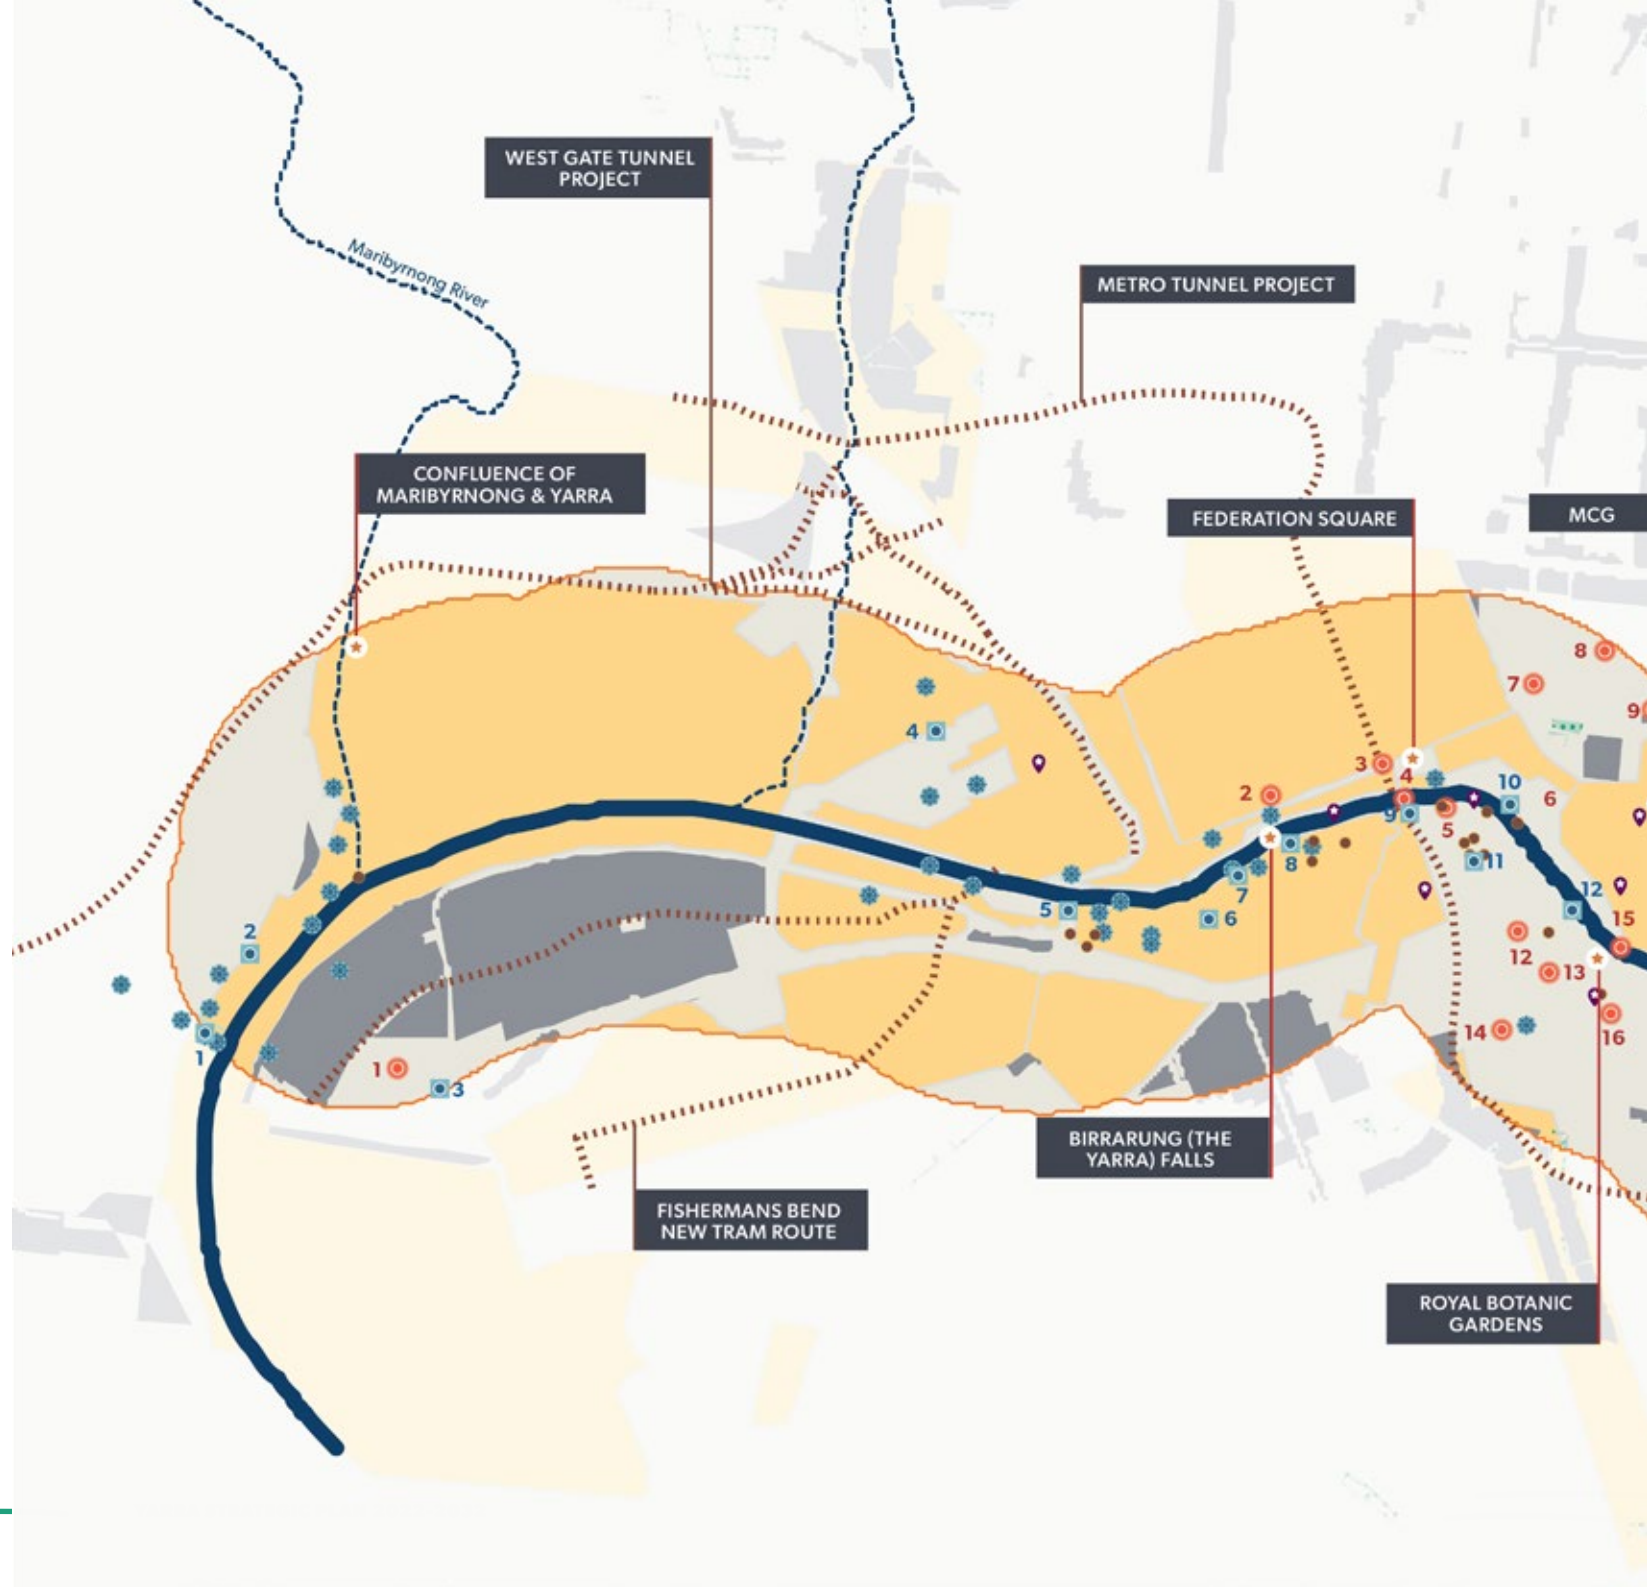 WEST GATE TUNNEL
PROJECT
Maribyrnong River
METRO TUNNEL PROJECT
CONFLUENCE OF
MARIBYRNONG & YARRA
FEDERATION SQUARE
MCG
8
7
9
4
3
4
2
10
6
9
5
8
11
7
12
5
6
15
2
12
13
14
16
1
1
3
BIRRARUNG (THE
YARRA) FALLS
FISHERMANS BEND
NEW TRAM ROUTE
ROYAL BOTANIC
GARDENS